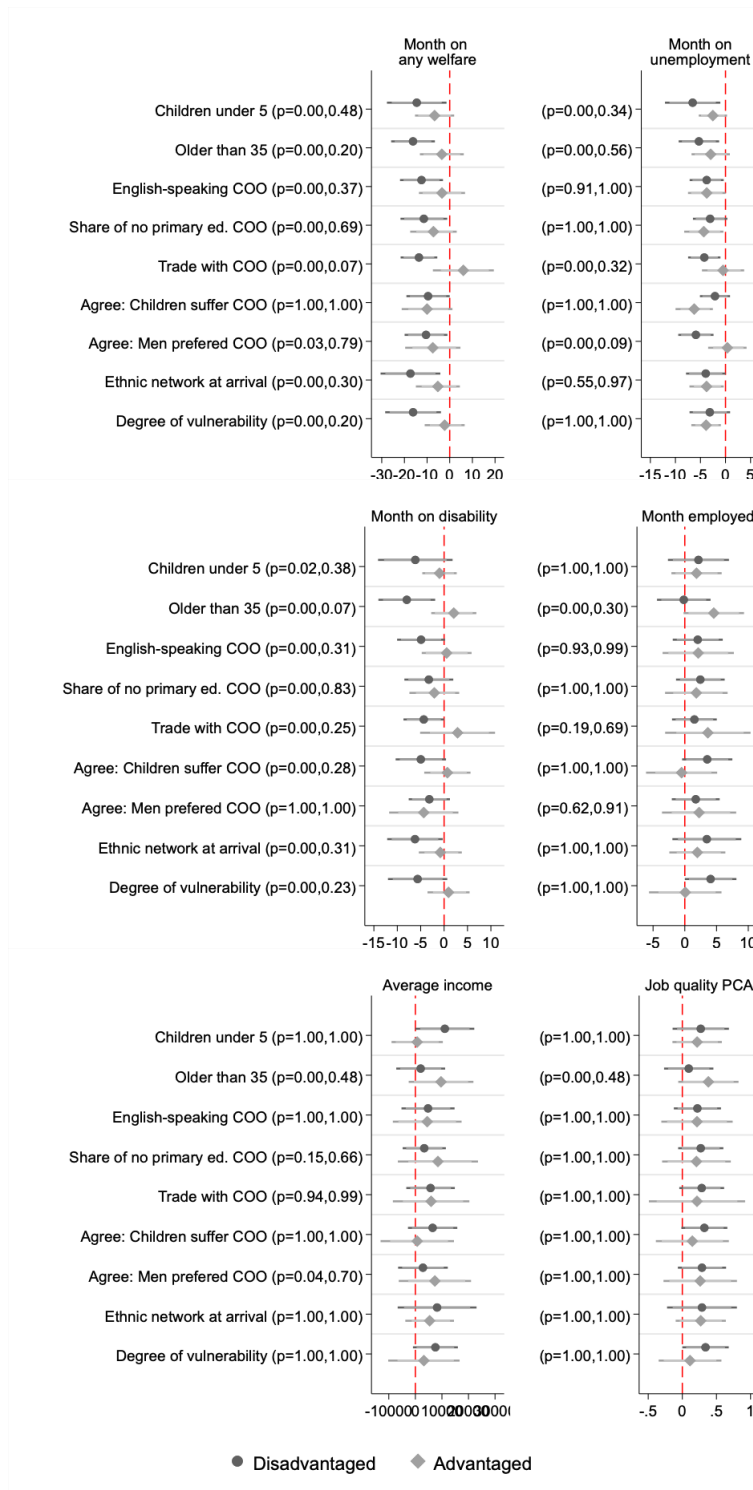 Month on
any welfare
Month on
unemployment
Children under 5 (p=0.00,0.48)
(p=0.00,0.34)
Older than 35 (p=0.00,0.20)
(p=0.00,0.56)
English-speaking COO (p=0.00,0.37)
(p=0.91,1.00)
Share of no primary ed. COO (p=0.00,0.69)
(p=1.00,1.00)
Trade with COO (p=0.00,0.07)
(p=0.00,0.32)
Agree: Children suffer COO (p=1.00,1.00)
(p=1.00,1.00)
Agree: Men prefered COO (p=0.03,0.79)
(p=0.00,0.09)
Ethnic network at arrival (p=0.00,0.30)
(p=0.55,0.97)
Degree of vulnerability (p=0.00,0.20)
(p=1.00,1.00)
-30 -20 -10 0 10 20
-15 -10 -5 0 5
Month on disability
Month employed
Children under 5 (p=0.02,0.38)
(p=1.00,1.00)
Older than 35 (p=0.00,0.07)
(p=0.00,0.30)
English-speaking COO (p=0.00,0.31)
(p=0.93,0.99)
Share of no primary ed. COO (p=0.00,0.83)
(p=1.00,1.00)
Trade with COO (p=0.00,0.25)
(p=0.19,0.69)
Agree: Children suffer COO (p=0.00,0.28)
(p=1.00,1.00)
Agree: Men prefered COO (p=1.00,1.00)
(p=0.62,0.91)
Ethnic network at arrival (p=0.00,0.31)
(p=1.00,1.00)
Degree of vulnerability (p=0.00,0.23)
(p=1.00,1.00)
-15 -10 -5 0 5 10
-5 0 5 10
Average income
Job quality PCA
Children under 5 (p=1.00,1.00)
(p=1.00,1.00)
Older than 35 (p=0.00,0.48)
(p=0.00,0.48)
English-speaking COO (p=1.00,1.00)
(p=1.00,1.00)
Share of no primary ed. COO (p=0.15,0.66)
(p=1.00,1.00)
Trade with COO (p=0.94,0.99)
(p=1.00,1.00)
Agree: Children suffer COO (p=1.00,1.00)
(p=1.00,1.00)
Agree: Men prefered COO (p=0.04,0.70)
(p=1.00,1.00)
Ethnic network at arrival (p=1.00,1.00)
(p=1.00,1.00)
Degree of vulnerability (p=1.00,1.00)
(p=1.00,1.00)
-10000 0 10000 20000 30000
-.5 0 .5 1
Disadvantaged Advantaged